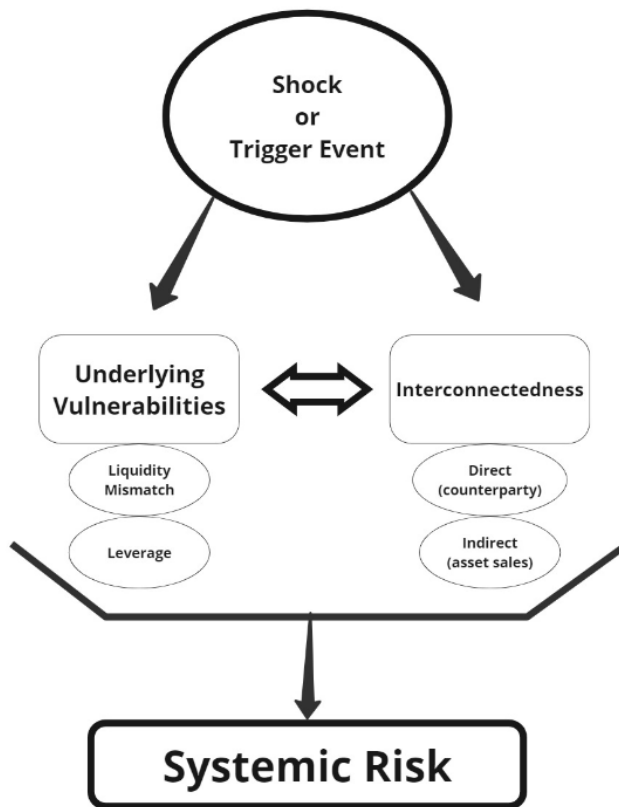 Shock
or
Trigger Event
Underlying
Vulnerabilities
Interconnectedness
Liquidity
Mismatch
Direct
(counterparty)
Leverage
Indirect
(asset sales)
Systemic Risk